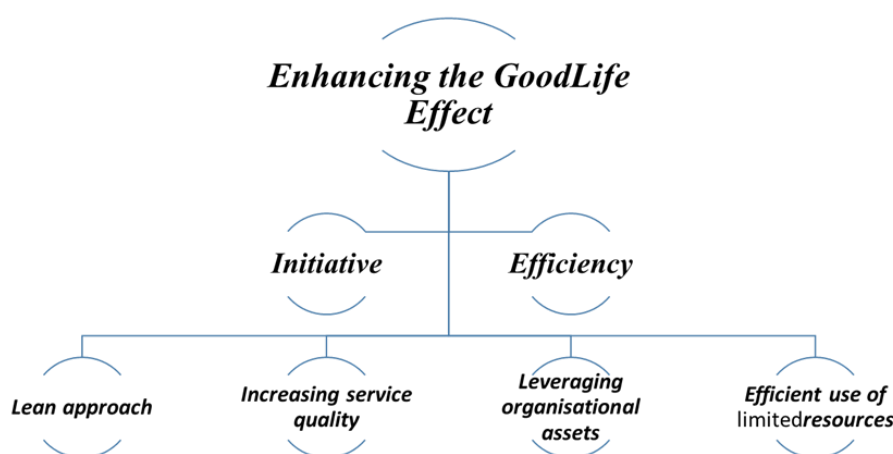 Enhancing the GoodLife
Effect
Initiative
Efficiency
Lean approach
Increasing service
quality
Leveraging
organisational
assets
Efficient use of
limitedresources